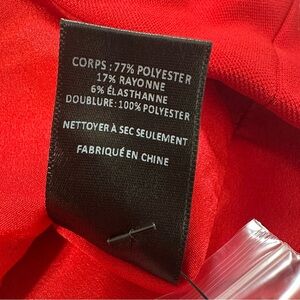 CORPS : 77% POLYESTER
17% RAYONNE
6% ÉLASTHANNE
DOUBLURE: 100% POLYESTER
NETTOYER À SEC SEULEMENT
FABRIQUÉ EN CHINE